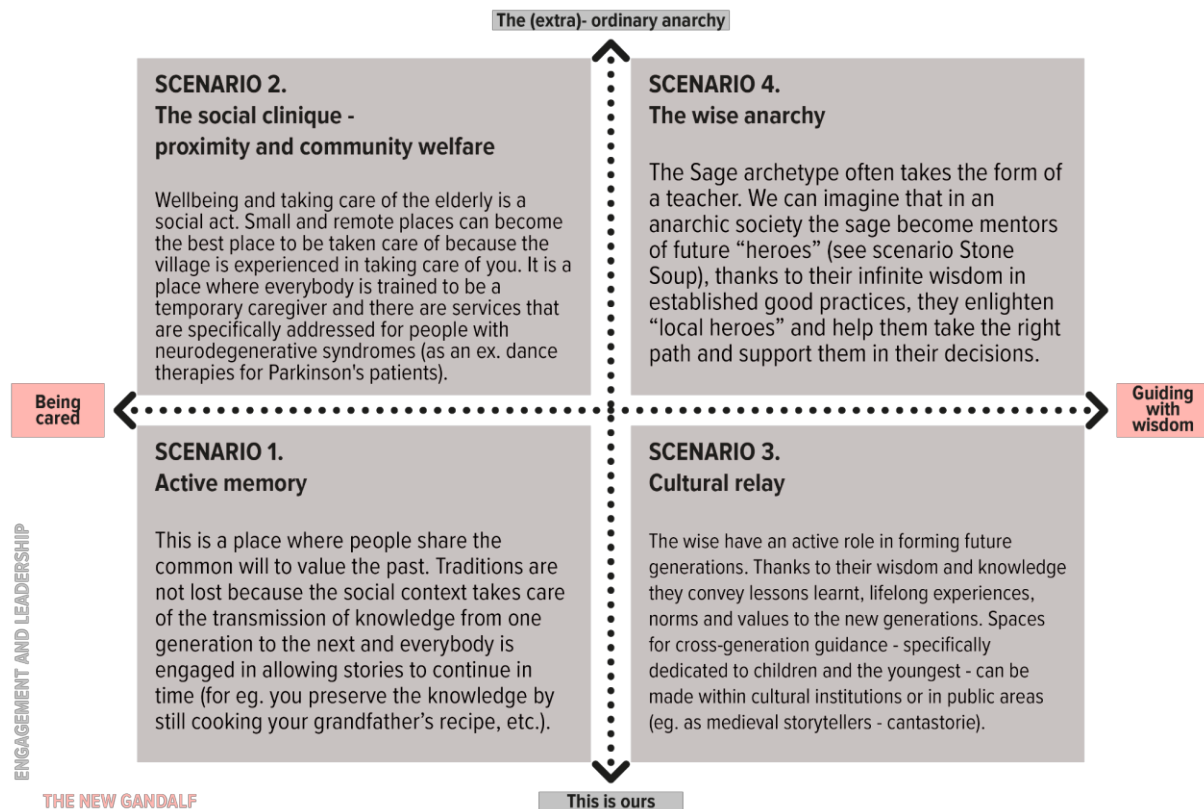 The (extra)- ordinary anarchy
SCENARIO 2.
The social clinique -
proximity and community welfare
Wellbeing and taking care of the elderly is a
social act. Small and remote places can become
the best place to be taken care of because the
village is experienced in taking care of you. It is a
place where everybody is trained to be a
temporary caregiver and there are services that
are specifically addressed for people with
neurodegenerative syndromes (as an ex. dance
therapies for Parkinson's patients).
SCENARIO 4.
The wise anarchy
The Sage archetype often takes the form of
a teacher. We can imagine that in an
anarchic society the sage become mentors
of future “heroes” (see scenario Stone
Soup), thanks to their infinite wisdom in
established good practices, they enlighten
“local heroes” and help them take the right
path and support them in their decisions.
Being
cared
Guiding
with
wisdom
SCENARIO 1.
Active memory
This is a place where people share the
common will to value the past. Traditions are
not lost because the social context takes care
of the transmission of knowledge from one
generation to the next and everybody is
engaged in allowing stories to continue in
time (for eg. you preserve the knowledge by
still cooking your grandfather’s recipe, etc.).
SCENARIO 3.
Cultural relay
The wise have an active role in forming future
generations. Thanks to their wisdom and knowledge
they convey lessons learnt, lifelong experiences,
norms and values to the new generations. Spaces
for cross-generation guidance - specifically
dedicated to children and the youngest - can be
made within cultural institutions or in public areas
(eg. as medieval storytellers - cantastorie).
ENGAGEMENT AND LEADERSHIP
THE NEW GANDALF
This is ours